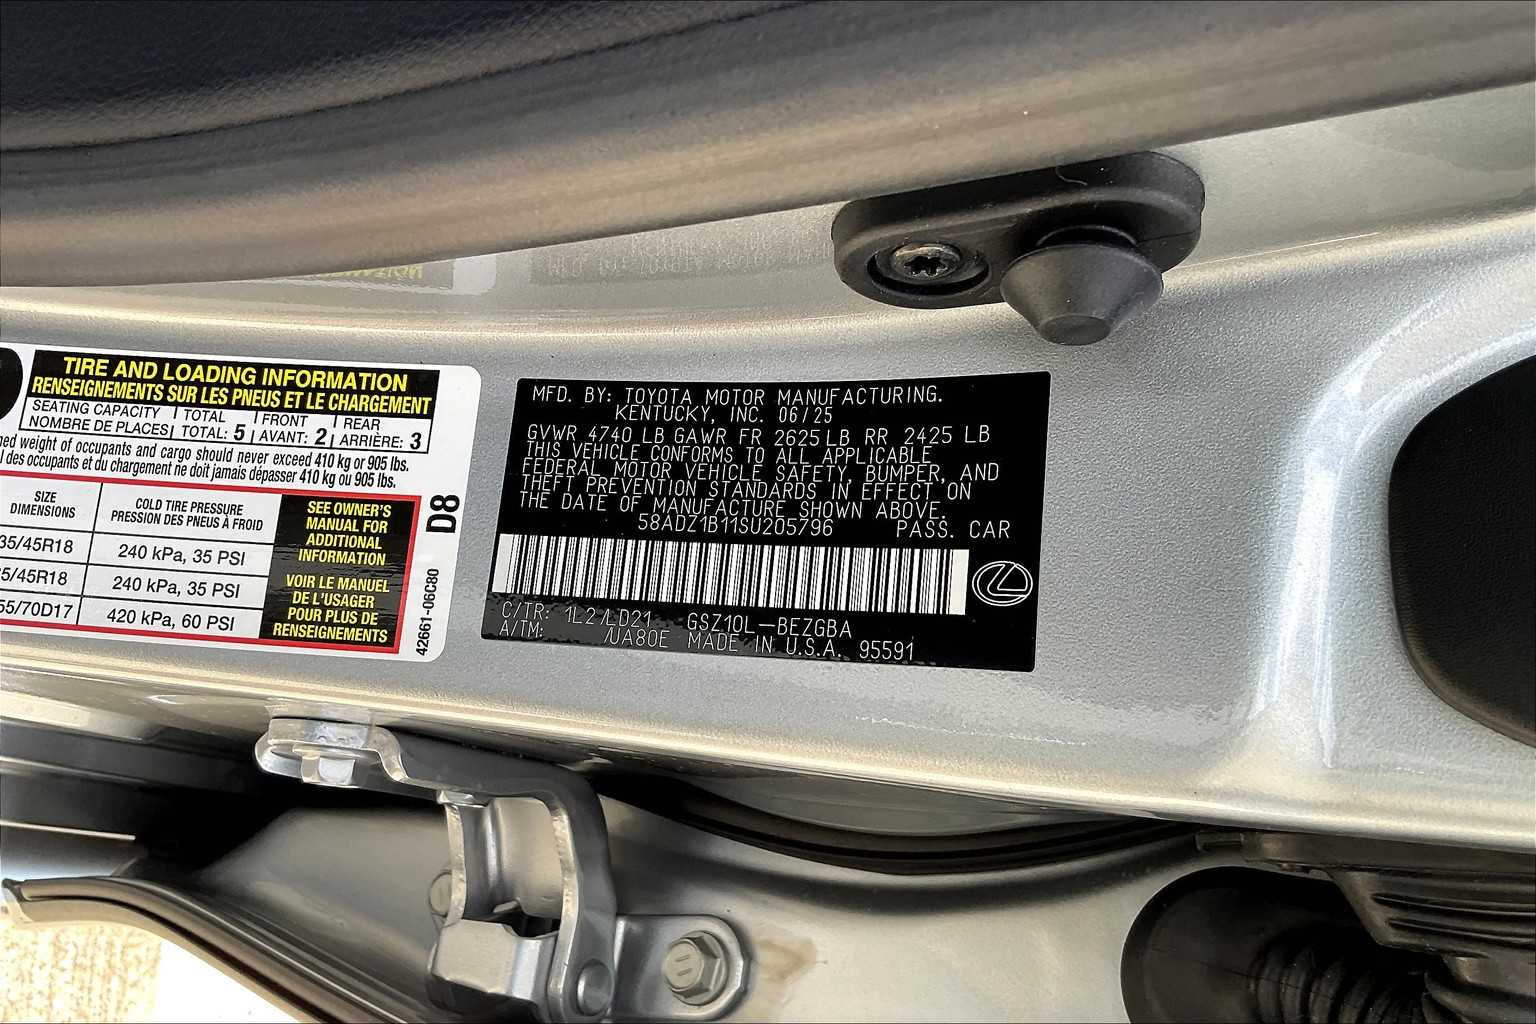 TIRE AND LOADING INFORMATION
RENSEIGNEMENTS SUR LES PNEUS ET LE CHARGEMENT
SEATING CAPACITY TOTAL FRONT REAR
NOMBRE DE PLACES TOTAL: 5 AVANT: 2 ARRIÈRE: 3
weight of occupants and cargo should never exceed 410 kg or 905 lbs.
des occupants et du chargement ne doit jamais dépasser 410 kg ou 905 lbs.
SIZE
DIMENSIONS
COLD TIRE PRESSURE
PRESSION DES PNEUS À FROID
35/45R18 240 kPa, 35 PSI
5/45R18 240 kPa, 35 PSI
55/70D17 420 kPa, 60 PSI
SEE OWNER'S
MANUAL FOR
ADDITIONAL
INFORMATION
VOIR LE MANUEL
DE L'USAGER
POUR PLUS DE
RENSEIGNEMENTS
D8
42661-06C80
MFD. BY: TOYOTA MOTOR MANUFACTURING.
KENTUCKY, INC. 06/25
GVWR 4740 LB GAWR FR 2625 LB RR 2425 LB
THIS VEHICLE CONFORMS TO ALL APPLICABLE
FEDERAL MOTOR VEHICLE SAFETY, BUMPER, AND
THEFT PREVENTION STANDARDS IN EFFECT ON
THE DATE OF MANUFACTURE SHOWN ABOVE.
58ADZ1B11SU205796 PASS. CAR
C/TR: 1L2/LD21 GSZ10L-BEZGBA
A/TM: /UA80E MADE IN U.S.A. 95591